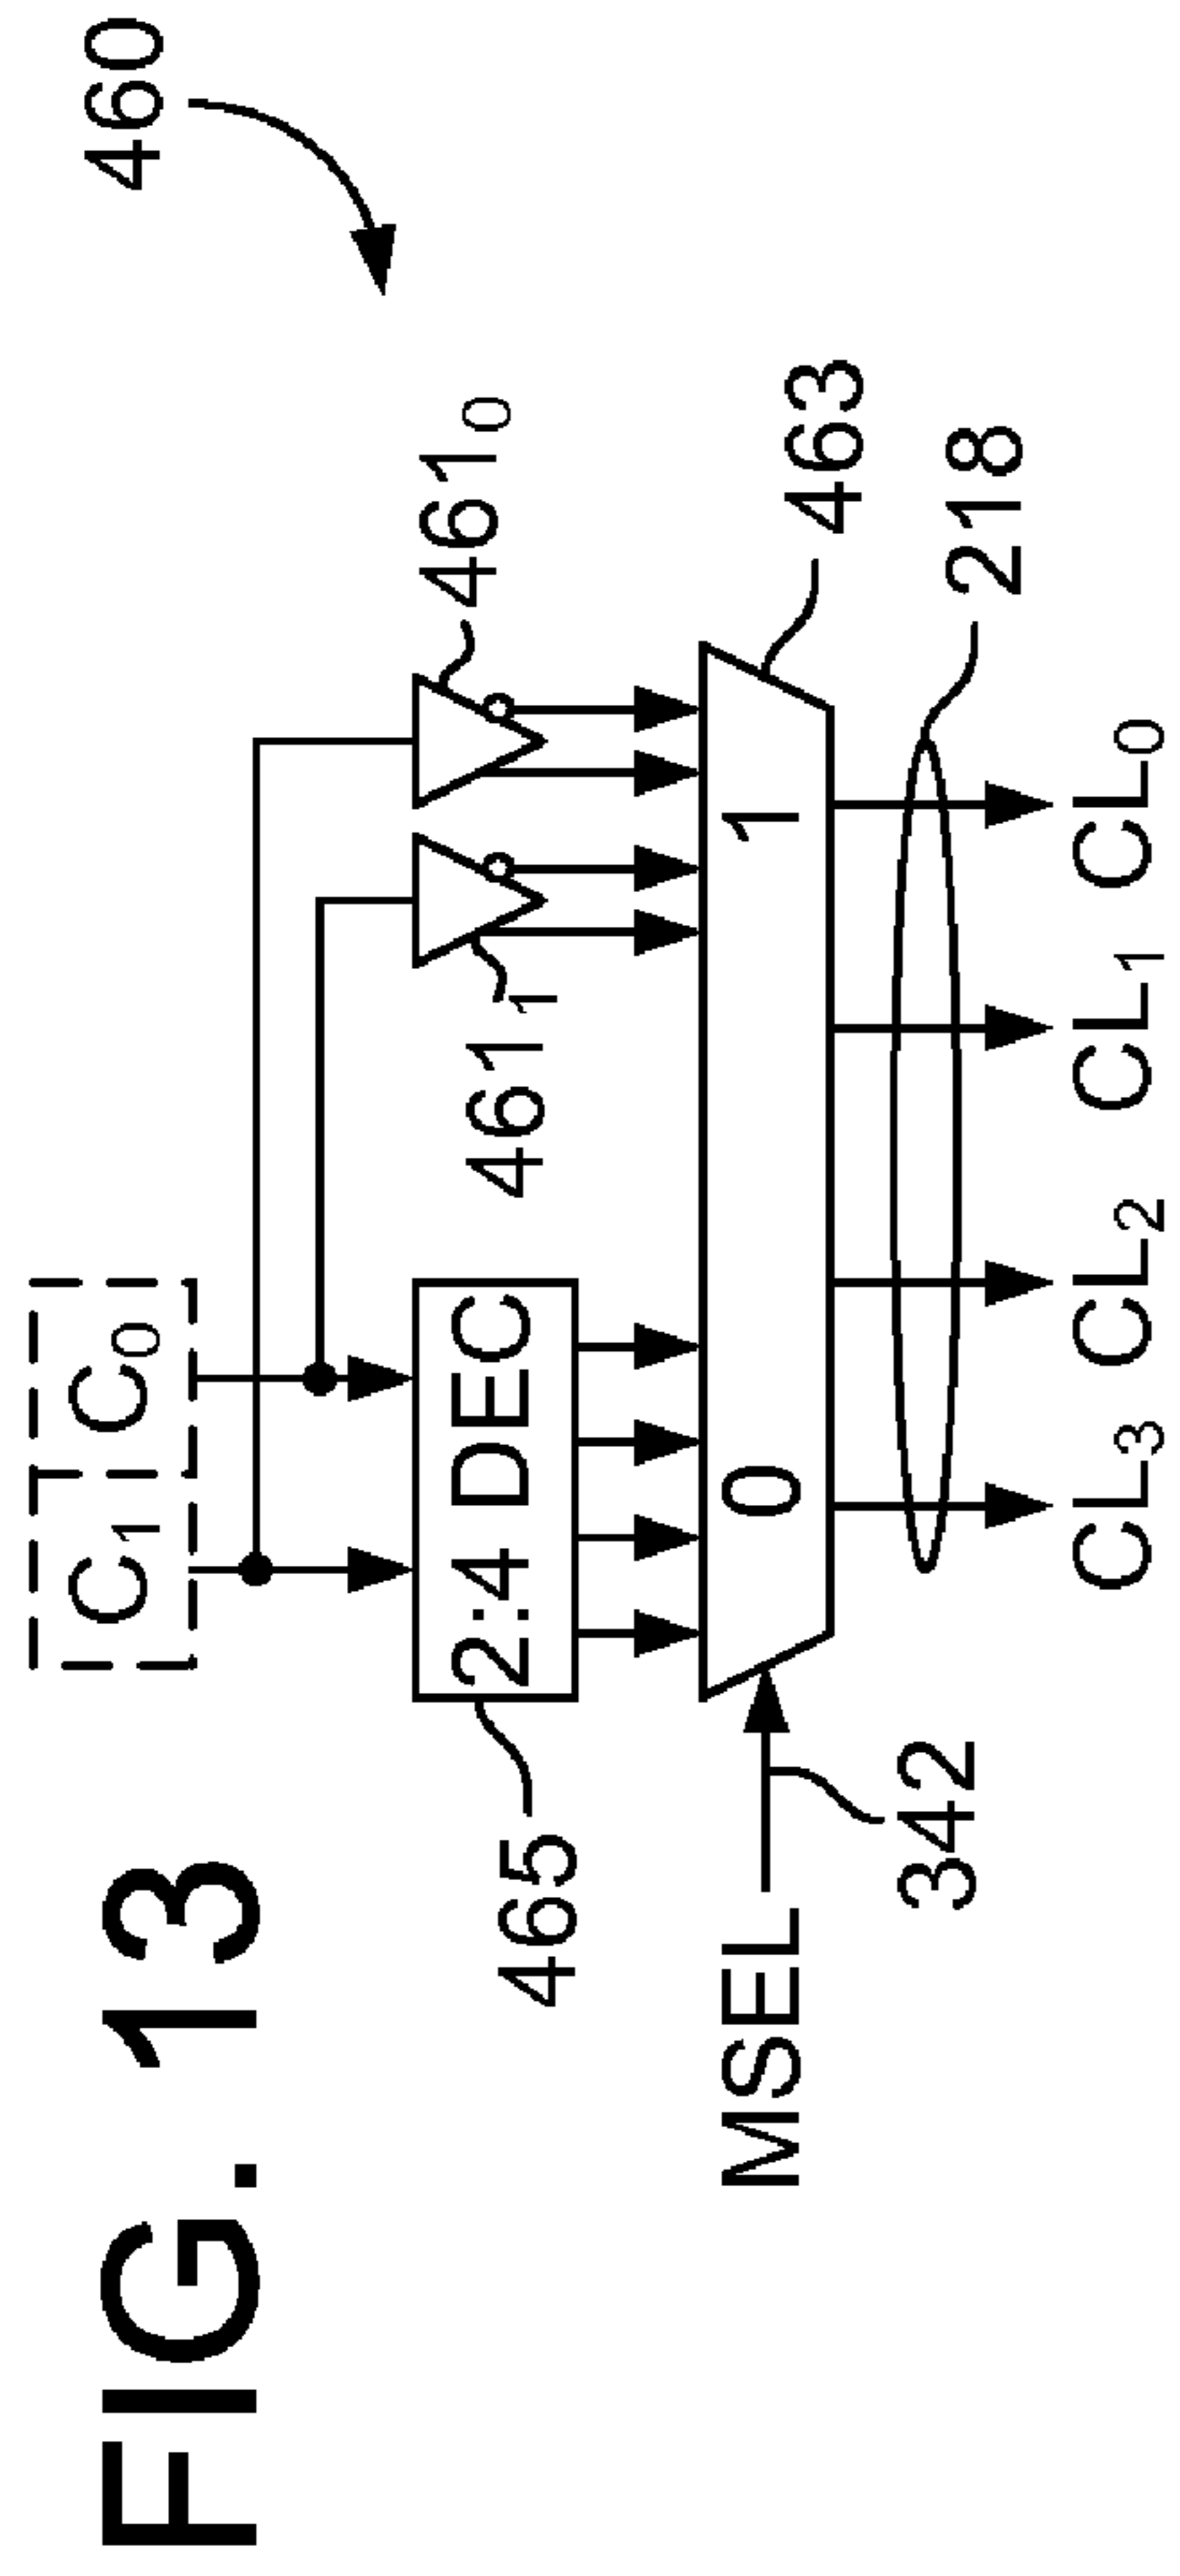 FIG. 13
460
C₁ C₀
465
2:4 DEC
461₁
461₀
MSEL
342
0
1
463
218
CL₃
CL₂
CL₁
CL₀